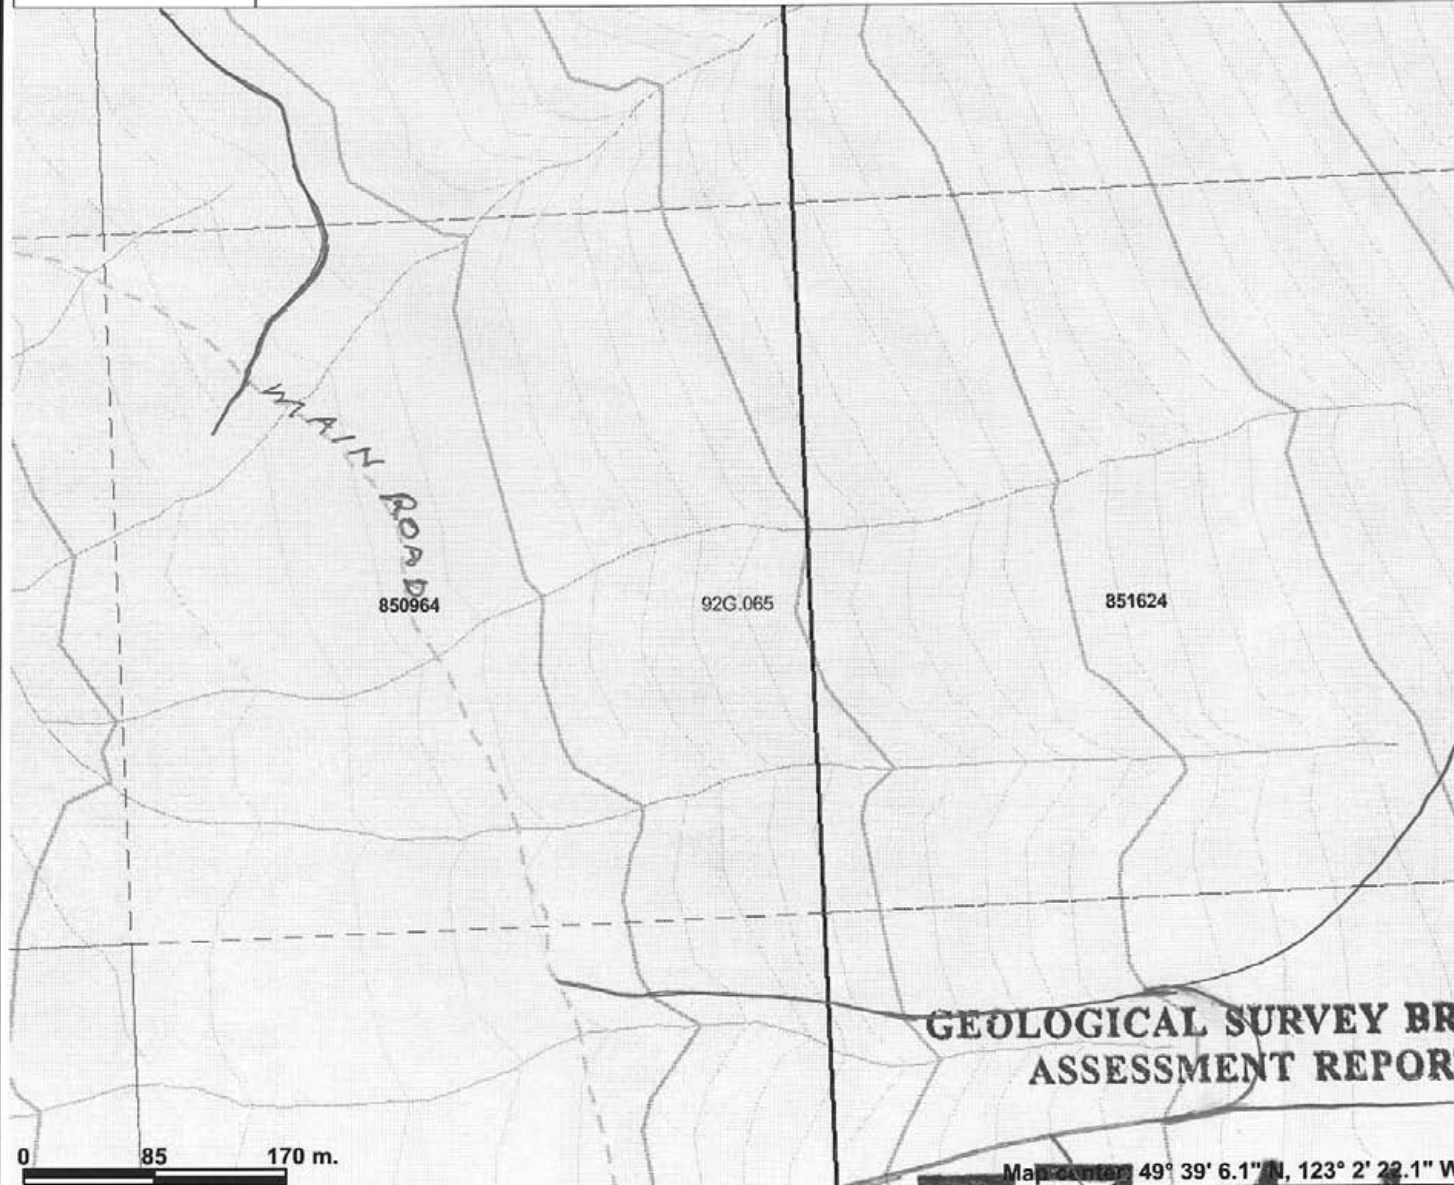 MAIN ROAD
850964
92G.065
851624
GEOLOGICAL SURVEY BR
ASSESSMENT REPOR
0 85 170 m.
Map center: 49° 39' 6.1" N, 123° 2' 22.1" W